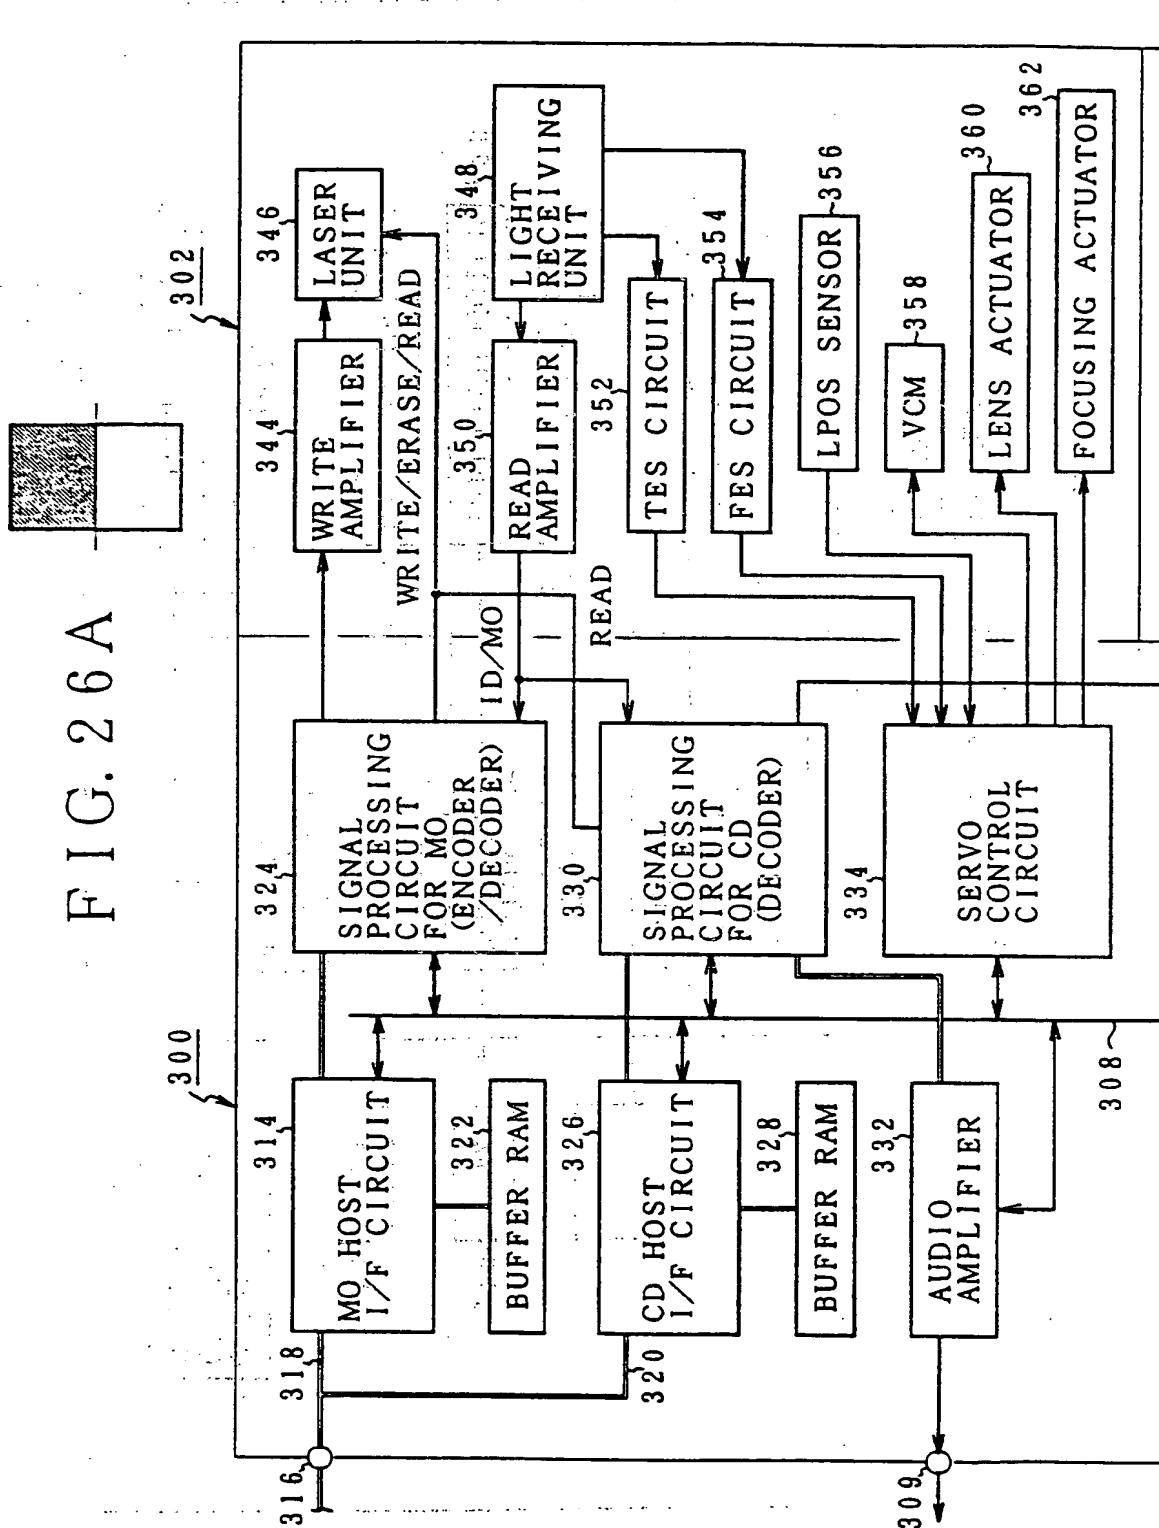 FIG. 26A
300
302
316
318
314
MO HOST
I/F CIRCUIT
322
BUFFER RAM
320
326
CD HOST
I/F CIRCUIT
328
BUFFER RAM
309
332
AUDIO
AMPLIFIER
308
324
SIGNAL
PROCESSING
CIRCUIT
FOR MO
(ENCODER
/DECODER)
330
SIGNAL
PROCESSING
CIRCUIT
FOR CD
(DECODER)
334
SERVO
CONTROL
CIRCUIT
WRITE/ERASE/READ
ID/MO
READ
344
WRITE
AMPLIFIER
346
LASER
UNIT
350
READ
AMPLIFIER
348
LIGHT
RECEIVING
UNIT
352
TES CIRCUIT
354
FES CIRCUIT
LPOS SENSOR
356
VCM
358
LENS ACTUATOR
360
FOCUSING ACTUATOR
362